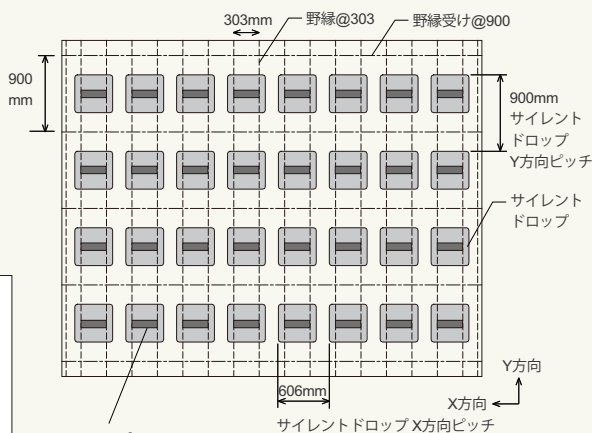 303mm
野縁@303
野縁受け@900
900
mm
900mm
サイレント
ドロップ
Y方向ピッチ
サイレント
ドロップ
606mm
Y方向
X方向
サイレントドロップ X方向ピッチ